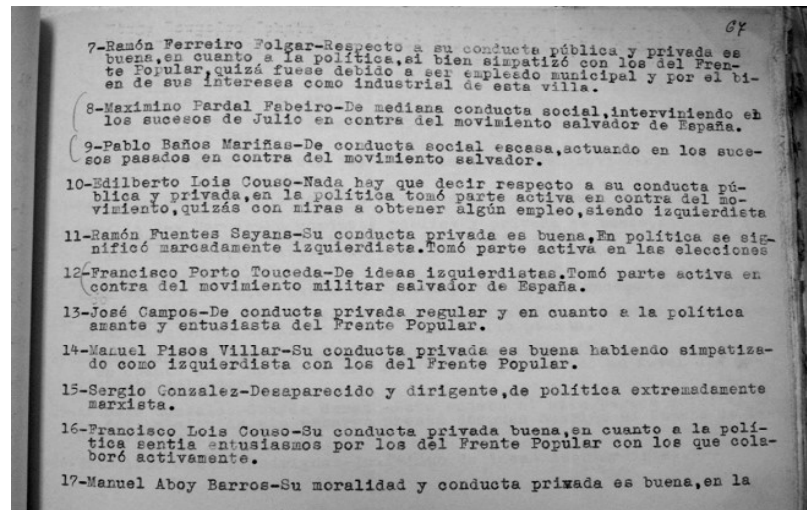 67
7-Ramón Ferreiro Folgar-Respecto a su conducta pública y privada es
buena,en cuanto a la política,si bien simpatizó con los del Fren-
te Popular,quizá fuese debido a ser empleado municipal y por el bi-
en de sus intereses como industrial de esta villa.
8-Maximino Pardal Fabeiro-De mediana conducta social,interviniendo en
los sucesos de Julio en contra del movimiento salvador de España.
9-Pablo Baños Mariñas-De conducta social escasa,actuando en los suce-
sos pasados en contra del movimiento salvador.
10-Edilberto Lois Couso-Nada hay que decir respecto a su conducta pú-
blica y privada,en la política tomó parte activa en contra del mo-
vimiento,quizás con miras a obtener algún empleo,siendo izquierdista
11-Ramón Fuentes Sayans-Su conducta privada es buena,En política se sig-
nificó marcadamente izquierdista.Tomó parte activa en las elecciones
12-Francisco Porto Touceda-De ideas izquierdistas.Tomó parte activa en
contra del movimiento militar salvador de España.
13-José Campos-De conducta privada regular y en cuanto a la política
amante y entusiasta del Frente Popular.
14-Manuel Pisos Villar-Su conducta privada es buena habiendo simpatiza-
do como izquierdista con los del Frente Popular.
15-Sergio Gonzalez-Desaparecido y dirigente,de política extremadamente
marxista.
16-Francisco Lois Couso-Su conducta privada buena,en cuanto a la polí-
tica sentia entusiasmos por los del Frente Popular con los que cola-
boró activamente.
17-Manuel Aboy Barros-Su moralidad y conducta privada es buena,en la